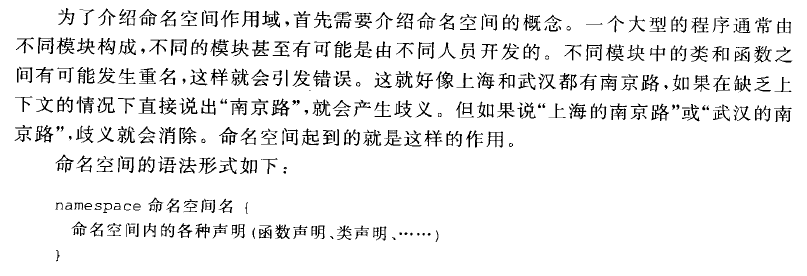 为了介绍命名空间作用域,首先需要介绍命名空间的概念。一个大型的程序通常由
不同模块构成,不同的模块甚至有可能是由不同人员开发的。不同模块中的类和函数之
间有可能发生重名,这样就会引发错误。这就好像上海和武汉都有南京路,如果在缺乏上
下文的情况下直接说出“南京路”,就会产生歧义。但如果说“上海的南京路”或“武汉的南
京路”,歧义就会消除。命名空间起到的就是这样的作用。
命名空间的语法形式如下:
namespace 命名空间名 {
命名空间内的各种声明(函数声明、类声明、……)
}